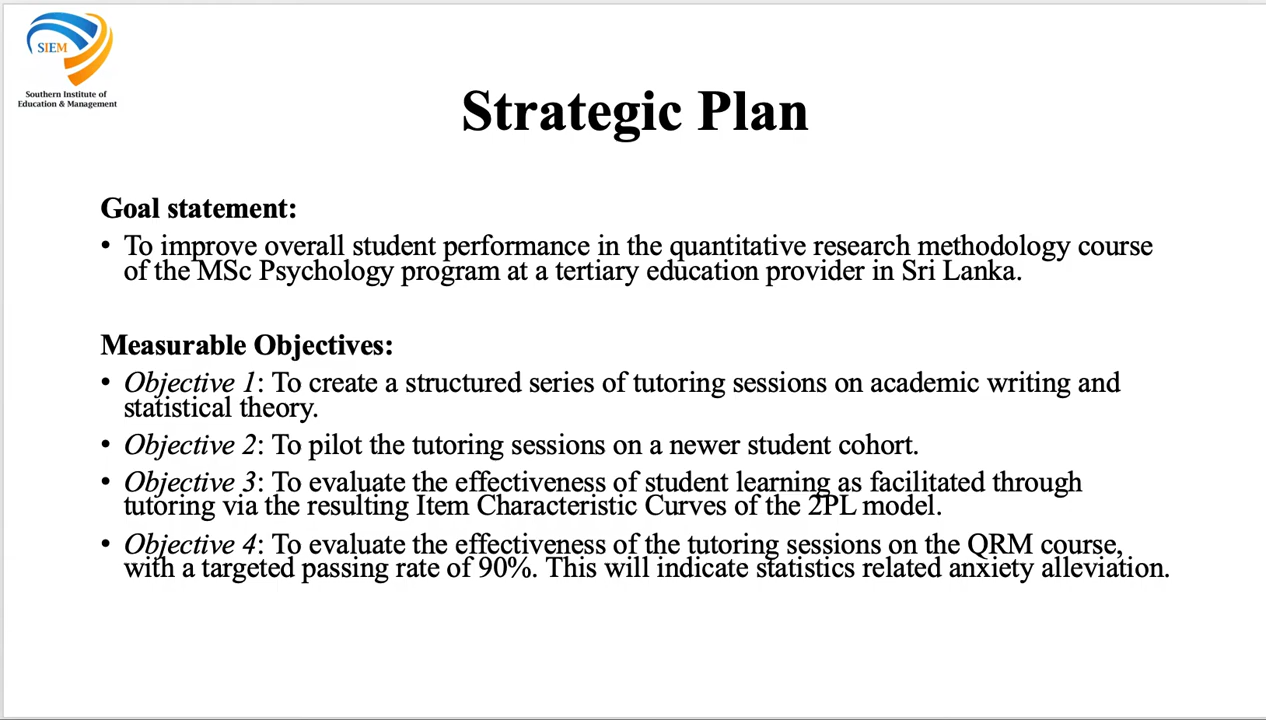 SIEM
Southern Institute of
Education & Management
Strategic Plan
Goal statement:
• To improve overall student performance in the quantitative research methodology course
of the MSc Psychology program at a tertiary education provider in Sri Lanka.
Measurable Objectives:
• Objective 1: To create a structured series of tutoring sessions on academic writing and
statistical theory.
• Objective 2: To pilot the tutoring sessions on a newer student cohort.
• Objective 3: To evaluate the effectiveness of student learning as facilitated through
tutoring via the resulting Item Characteristic Curves of the 2PL model.
• Objective 4: To evaluate the effectiveness of the tutoring sessions on the QRM course,
with a targeted passing rate of 90%. This will indicate statistics related anxiety alleviation.